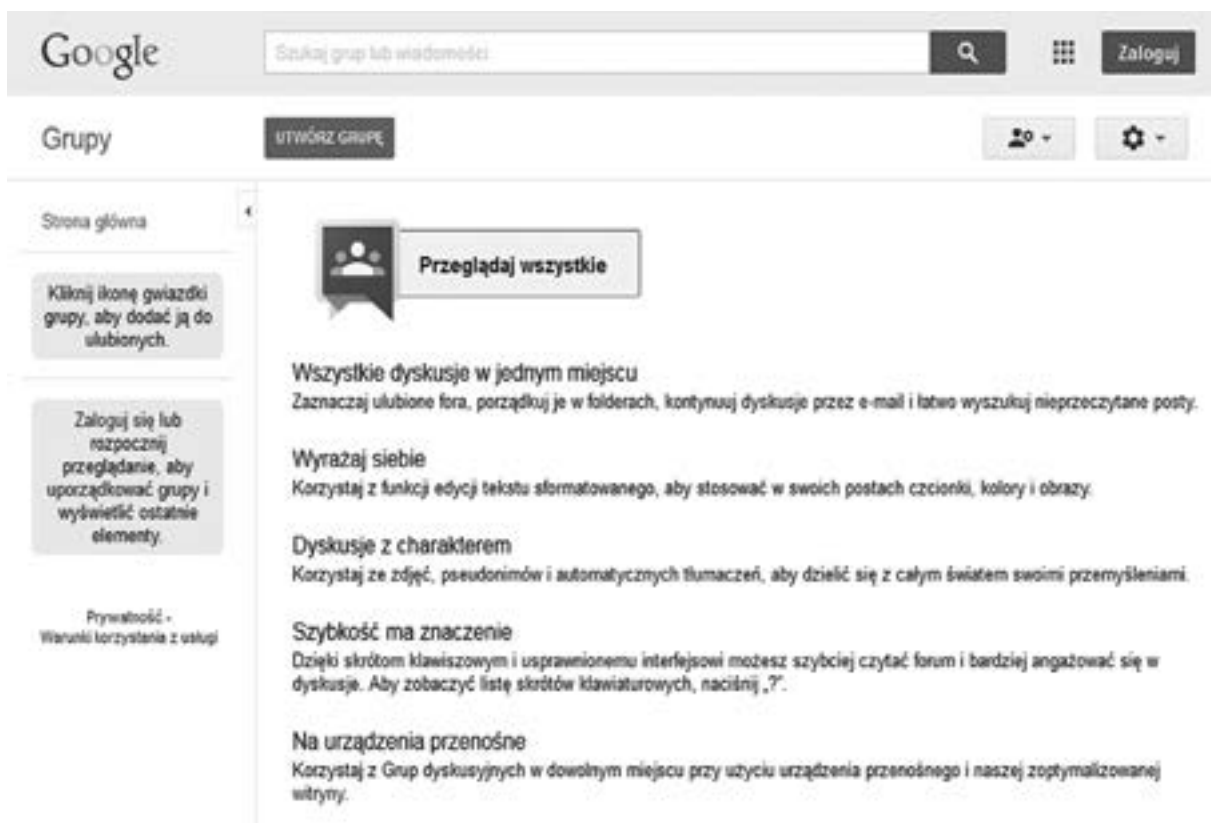 Google
Szukaj grup lub wiadomości
Zaloguj
Grupy
UTWÓRZ GRUPĘ
Strona główna
Kliknij ikonę gwiazdki
grupy, aby dodać ją do
ulubionych.
Zaloguj się lub
rozpocznij
przeglądanie, aby
uporządkować grupy i
wyświetlić ostatnie
elementy.
Prywatność -
Warunki korzystania z usługi
Przeglądaj wszystkie
Wszystkie dyskusje w jednym miejscu
Zaznaczaj ulubione fora, porządkuj je w folderach, kontynuuj dyskusje przez e-mail i łatwo wyszukuj nieprzeczytane posty.
Wyrażaj siebie
Korzystaj z funkcji edycji tekstu sformatowanego, aby stosować w swoich postach czcionki, kolory i obrazy.
Dyskusje z charakterem
Korzystaj ze zdjęć, pseudonimów i automatycznych tłumaczeń, aby dzielić się z całym światem swoimi przemyśleniami.
Szybkość ma znaczenie
Dzięki skrótom klawiszowym i usprawnionemu interfejsowi możesz szybciej czytać forum i bardziej angażować się w
dyskusje. Aby zobaczyć listę skrótów klawiaturowych, naciśnij „?”.
Na urządzenia przenośne
Korzystaj z Grup dyskusyjnych w dowolnym miejscu przy użyciu urządzenia przenośnego i naszej zoptymalizowanej
witryny.